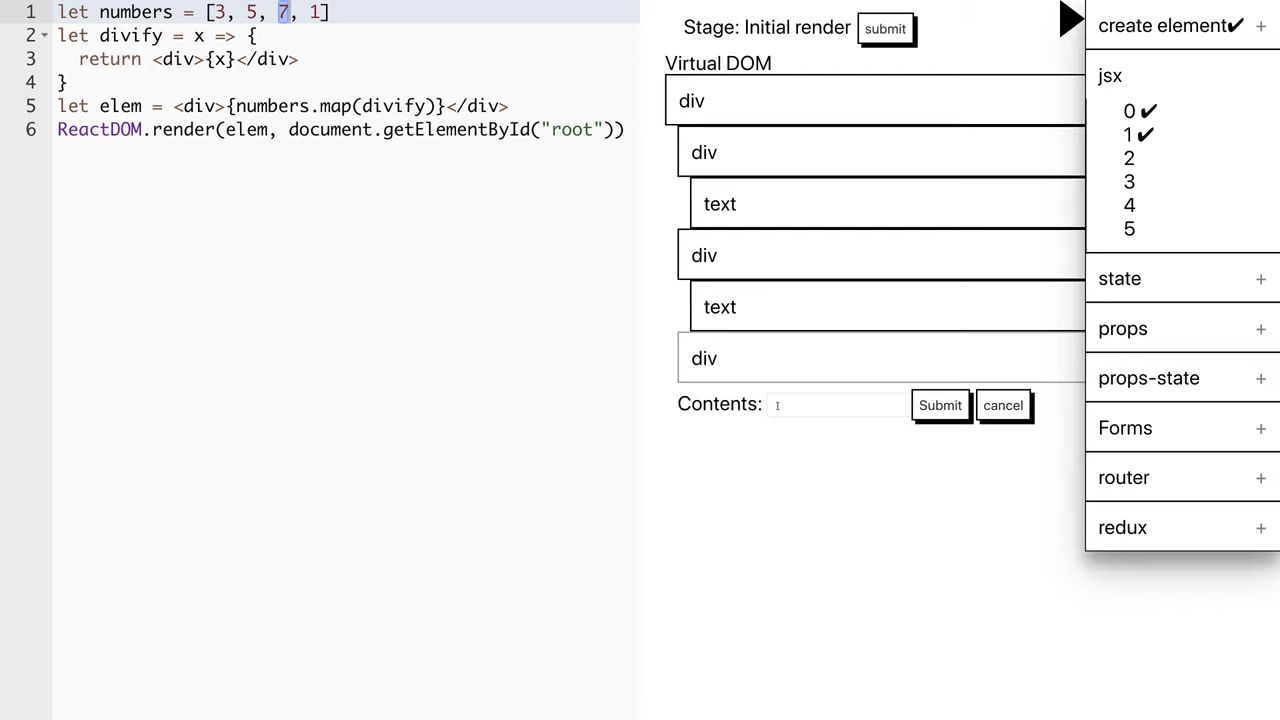 1 let numbers = [3, 5, 7, 1]
2 let divify = x => {
3 return <div>{x}</div>
4 }
5 let elem = <div>{numbers.map(divify)}</div>
6 ReactDOM.render(elem, document.getElementById("root"))
Stage: Initial render submit
Virtual DOM
div
div
text
div
text
div
Contents: Submit cancel
create element✔ +
jsx
0 ✔
1 ✔
2
3
4
5
state +
props +
props-state +
Forms +
router +
redux +